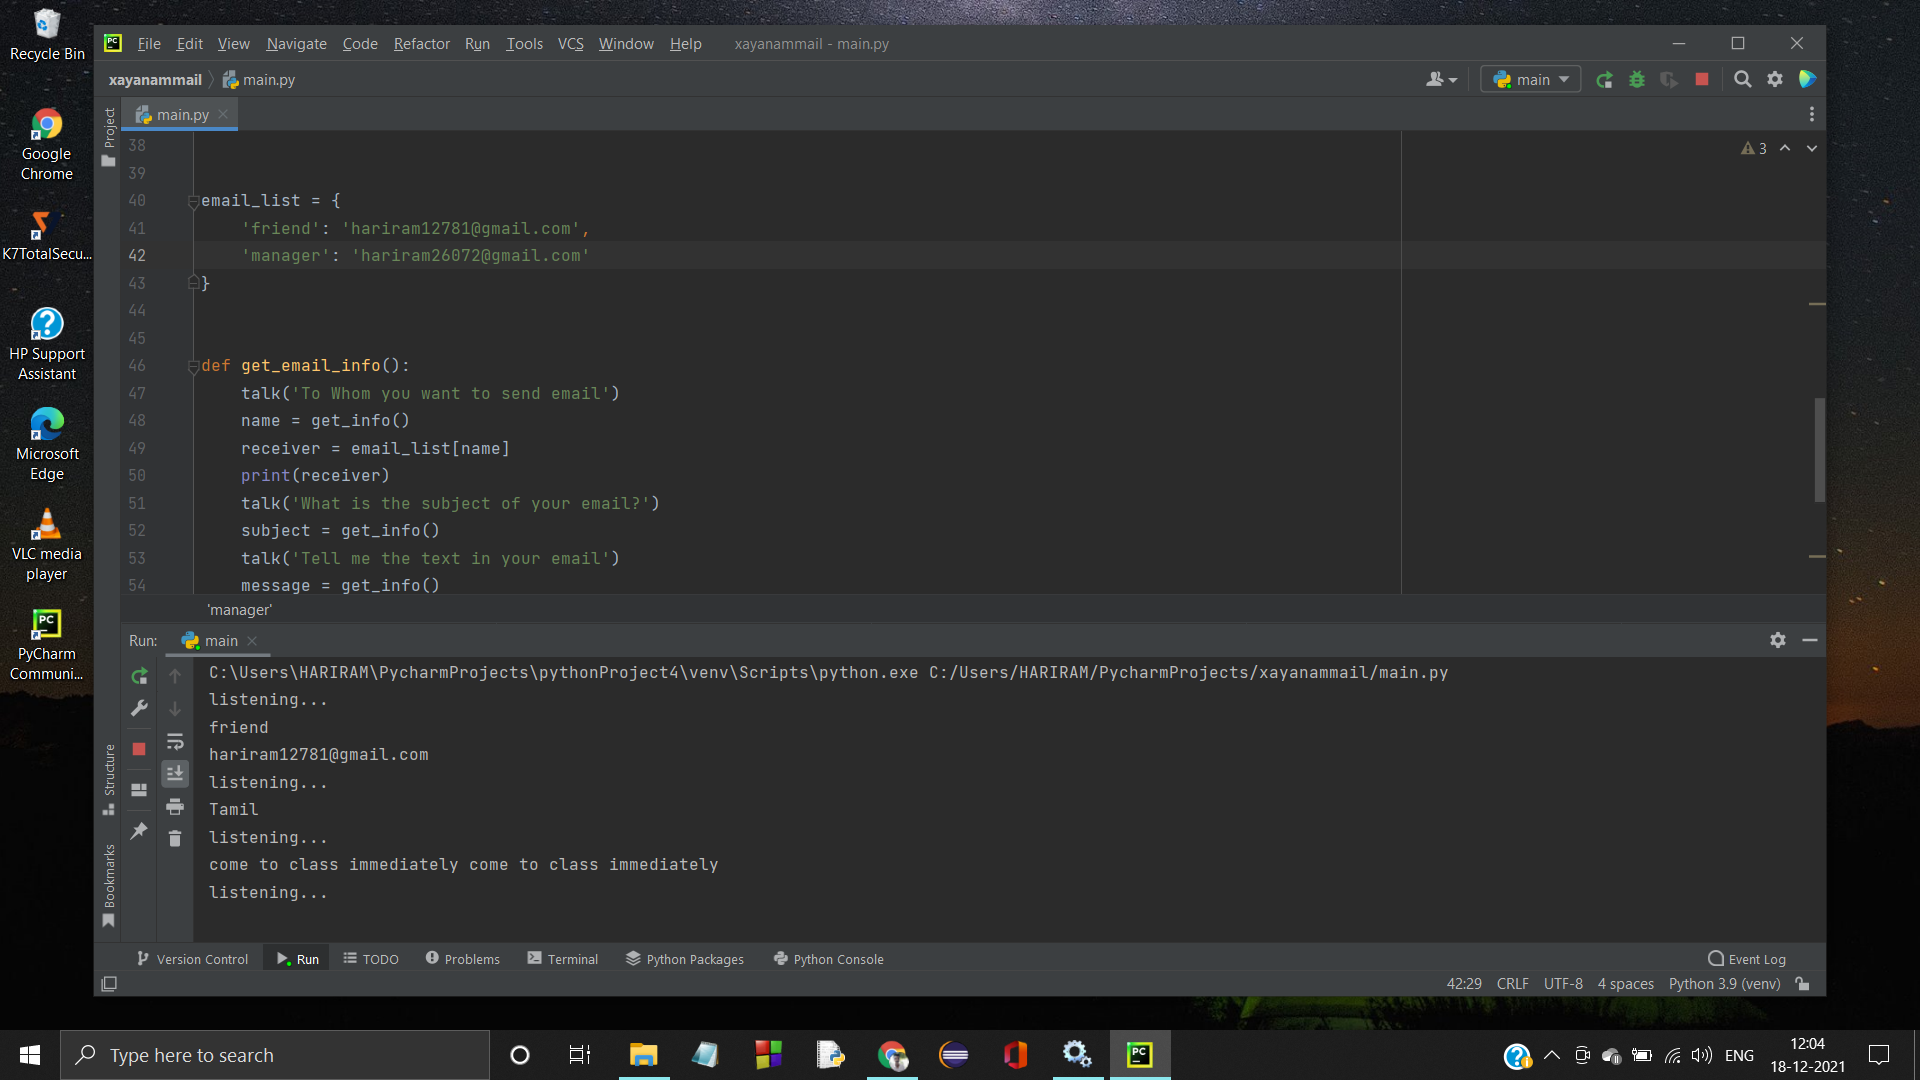 Recycle Bin
Google
Chrome
K7TotalSecu...
HP Support
Assistant
Microsoft
Edge
VLC media
player
PyCharm
Communi...
File Edit View Navigate Code Refactor Run Tools VCS Window Help xayanammail - main.py
xayanammail main.py
main
main.py
Project
3
38
39
40 email_list = {
41 'friend': 'hariram12781@gmail.com',
42 'manager': 'hariram26072@gmail.com'
43 }
44
45
46 def get_email_info():
47 talk('To Whom you want to send email')
48 name = get_info()
49 receiver = email_list[name]
50 print(receiver)
51 talk('What is the subject of your email?')
52 subject = get_info()
53 talk('Tell me the text in your email')
54 message = get_info()
'manager'
Run: main
C:\Users\HARIRAM\PycharmProjects\pythonProject4\venv\Scripts\python.exe C:/Users/HARIRAM/PycharmProjects/xayanammail/main.py
listening...
friend
hariram12781@gmail.com
listening...
Tamil
listening...
come to class immediately come to class immediately
listening...
Structure
Bookmarks
Version Control Run TODO Problems Terminal Python Packages Python Console Event Log
42:29 CRLF UTF-8 4 spaces Python 3.9 (venv)
Type here to search
ENG
12:04
18-12-2021